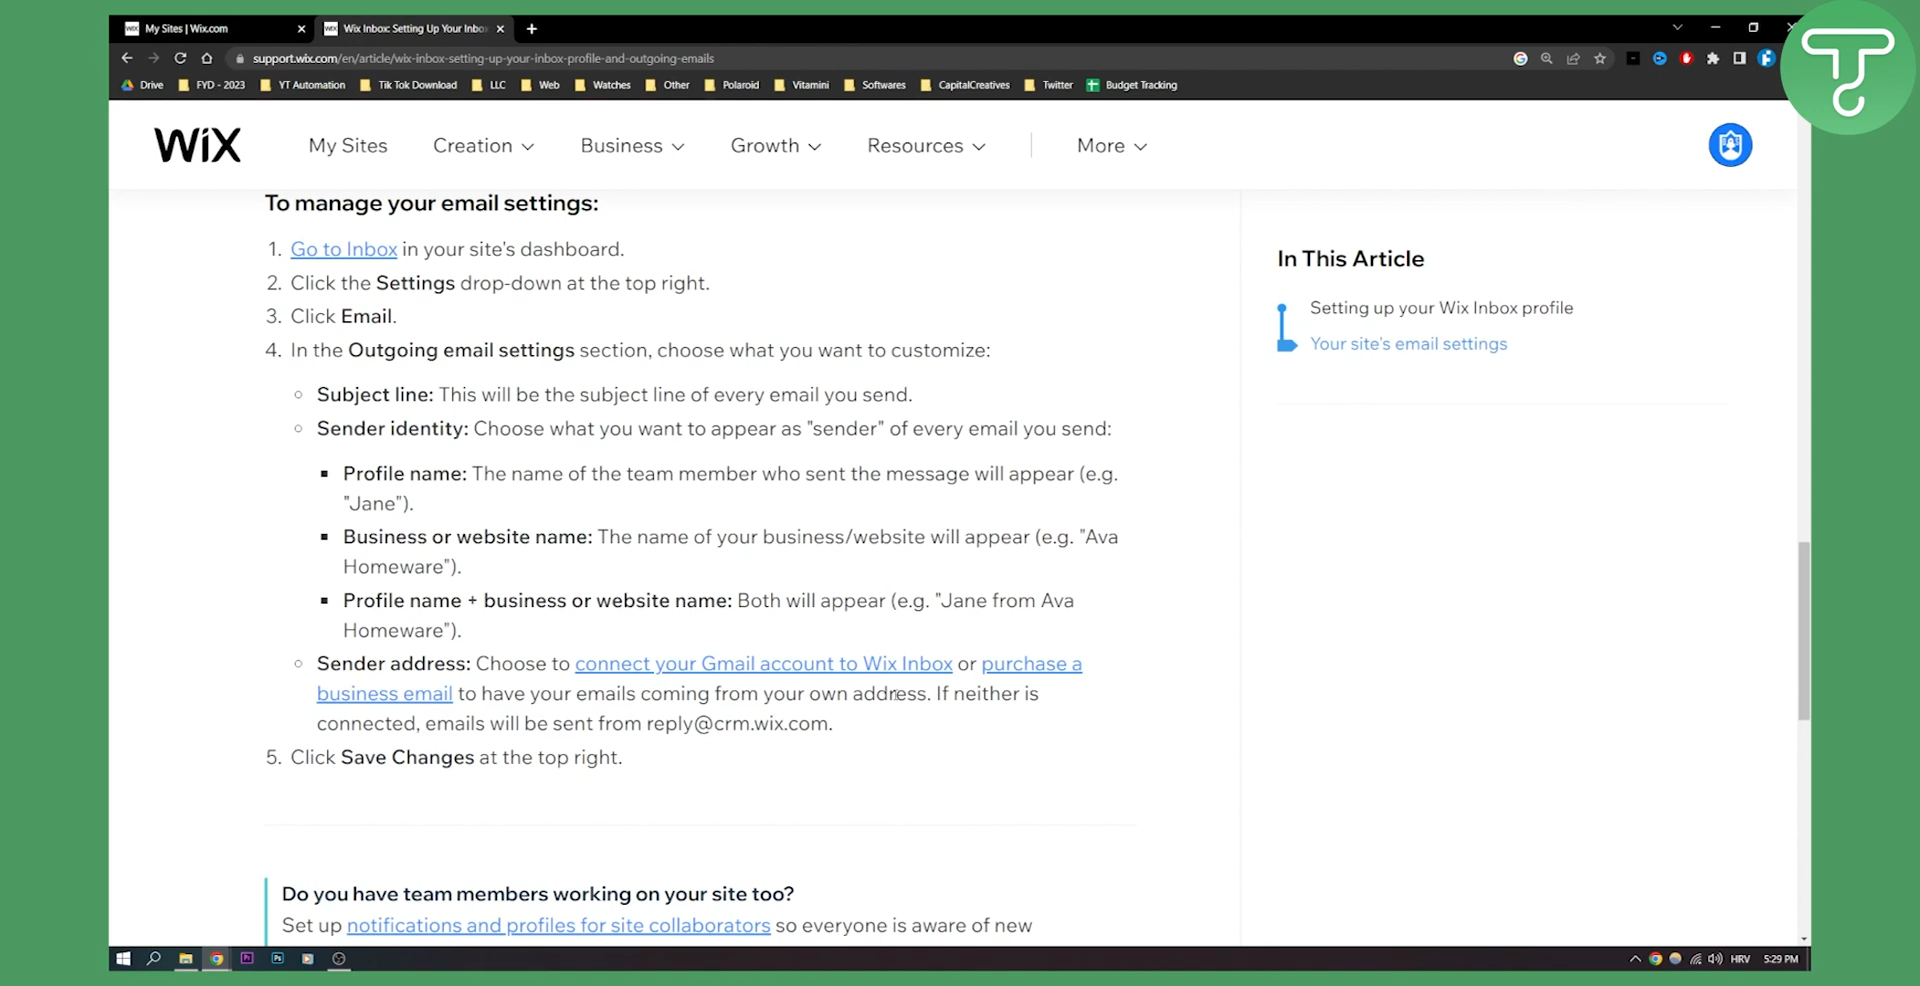 My Sites | Wix.com
Wix Inbox: Setting Up Your Inbo
support.wix.com/en/article/wix-inbox-setting-up-your-inbox-profile-and-outgoing-emails
Drive FYD - 2023 YT Automation Tik Tok Download LLC Web Watches Other Polaroid Vitamini Softwares CapitalCreatives Twitter Budget Tracking
WiX My Sites Creation Business Growth Resources More
To manage your email settings:
1. Go to Inbox in your site's dashboard.
2. Click the Settings drop-down at the top right.
3. Click Email.
4. In the Outgoing email settings section, choose what you want to customize:
Subject line: This will be the subject line of every email you send.
Sender identity: Choose what you want to appear as "sender" of every email you send:
Profile name: The name of the team member who sent the message will appear (e.g.
"Jane").
Business or website name: The name of your business/website will appear (e.g. "Ava
Homeware").
Profile name + business or website name: Both will appear (e.g. "Jane from Ava
Homeware").
Sender address: Choose to connect your Gmail account to Wix Inbox or purchase a
business email to have your emails coming from your own address. If neither is
connected, emails will be sent from reply@crm.wix.com.
5. Click Save Changes at the top right.
Do you have team members working on your site too?
Set up notifications and profiles for site collaborators so everyone is aware of new
In This Article
Setting up your Wix Inbox profile
Your site's email settings
HRV 5:29 PM